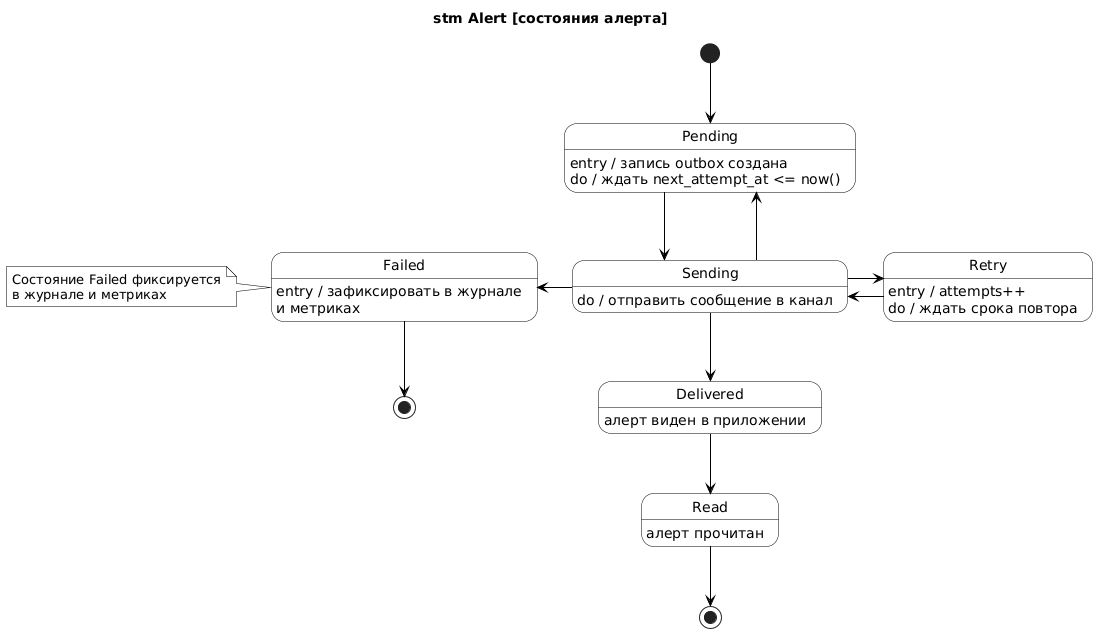 stm Alert [состояния алерта]
Pending
entry / запись outbox создана
do / ждать next_attempt_at <= now()
Состояние Failed фиксируется
в журнале и метриках
Failed
entry / зафиксировать в журнале
и метриках
Sending
do / отправить сообщение в канал
Retry
entry / attempts++
do / ждать срока повтора
Delivered
алерт виден в приложении
Read
алерт прочитан